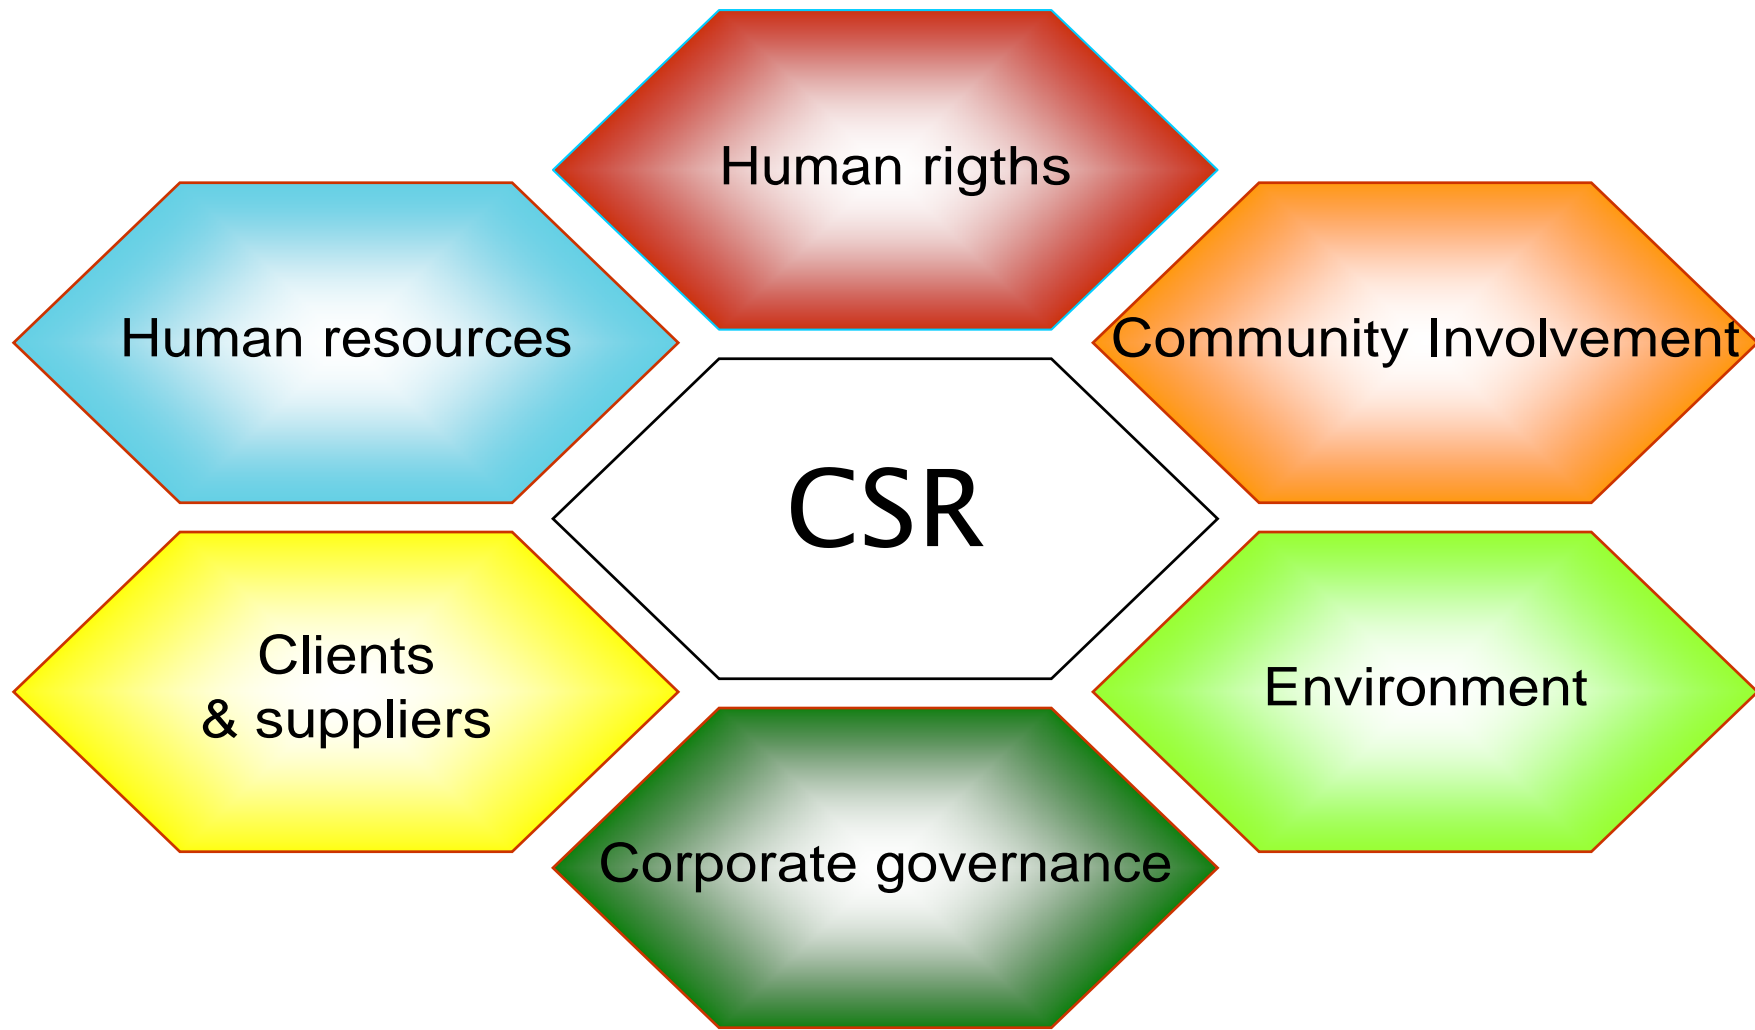 Human rigths
Human resources
Community Involvement
CSR
Clients
& suppliers
Environment
Corporate governance